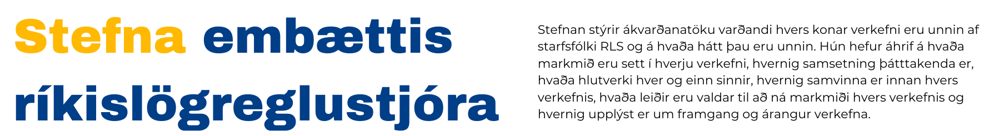 Stefna embættis
ríkislögreglustjóra
Stefnan stýrir ákvarðanatöku varðandi hvers konar verkefni eru unnin af
starfsfólki RLS og á hvaða hátt þau eru unnin. Hún hefur áhrif á hvaða
markmið eru sett í hverju verkefni, hvernig samsetning þátttakenda er,
hvaða hlutverki hver og einn sinnir, hvernig samvinna er innan hvers
verkefnis, hvaða leiðir eru valdar til að ná markmiði hvers verkefnis og
hvernig upplýst er um framgang og árangur verkefna.